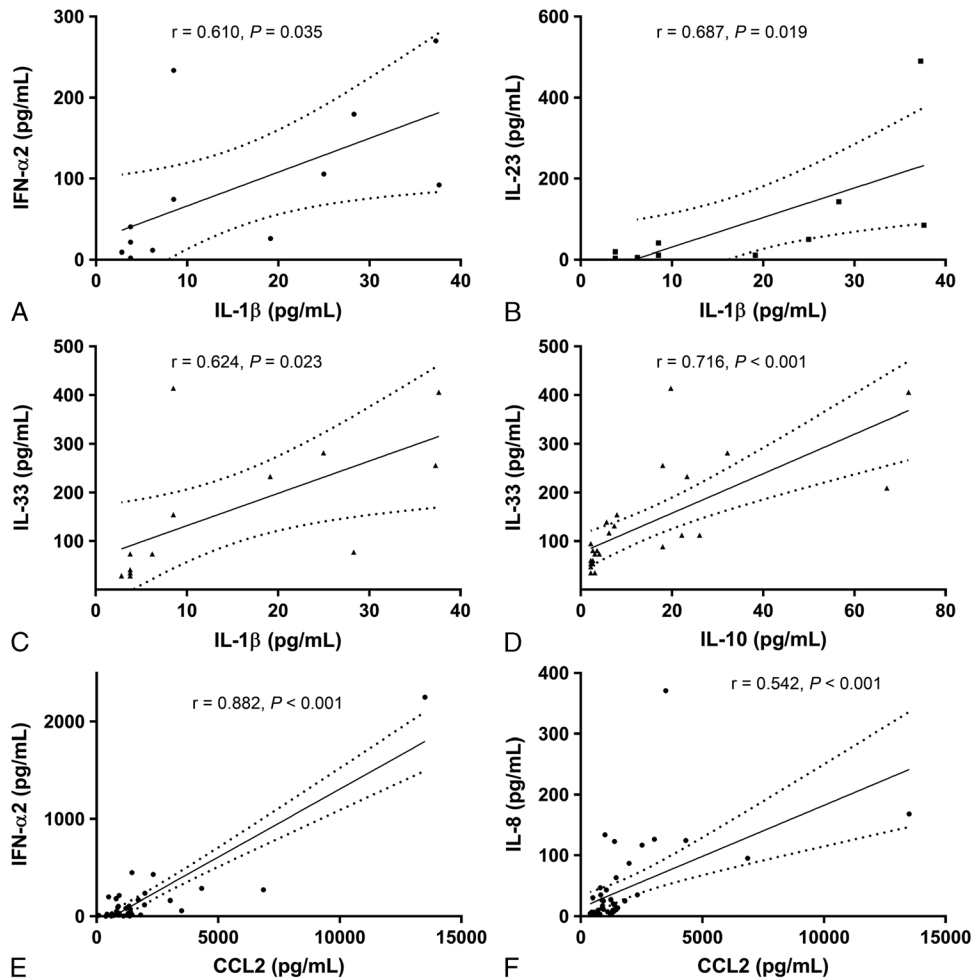 r = 0.610, P = 0.035
300
200
100
0
IFN-α2 (pg/mL)
0 10 20 30 40
IL-1β (pg/mL)
A
r = 0.687, P = 0.019
600
400
200
0
IL-23 (pg/mL)
0 10 20 30 40
IL-1β (pg/mL)
B
r = 0.624, P = 0.023
500
400
300
200
100
IL-33 (pg/mL)
0 10 20 30 40
IL-1β (pg/mL)
C
r = 0.716, P < 0.001
500
400
300
200
100
IL-33 (pg/mL)
0 20 40 60 80
IL-10 (pg/mL)
D
r = 0.882, P < 0.001
2000
1000
0
IFN-α2 (pg/mL)
0 5000 10000 15000
CCL2 (pg/mL)
E
r = 0.542, P < 0.001
400
300
200
100
0
IL-8 (pg/mL)
0 5000 10000 15000
CCL2 (pg/mL)
F